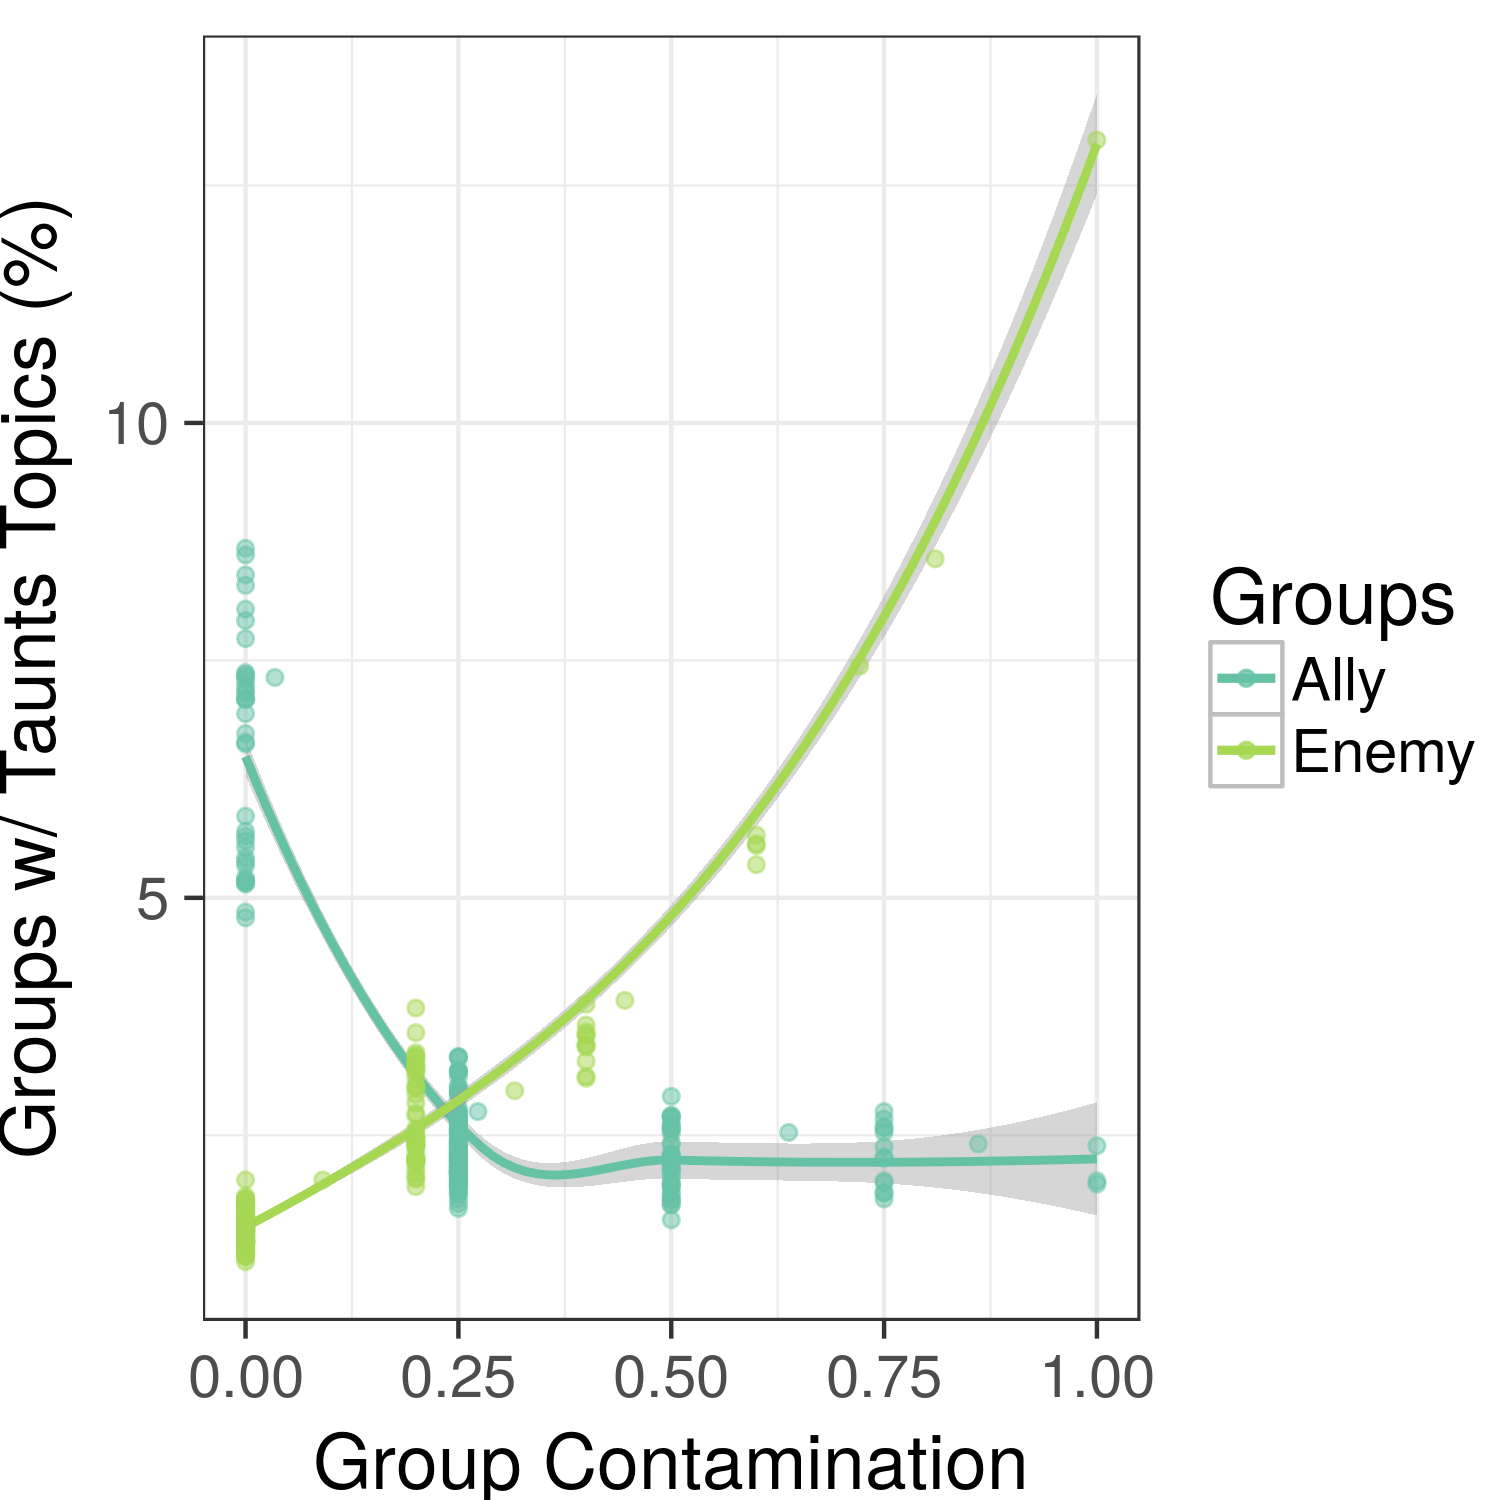 Groups w/ Taunts Topics (%)
10
5
0.00 0.25 0.50 0.75 1.00
Group Contamination
Groups
Ally
Enemy